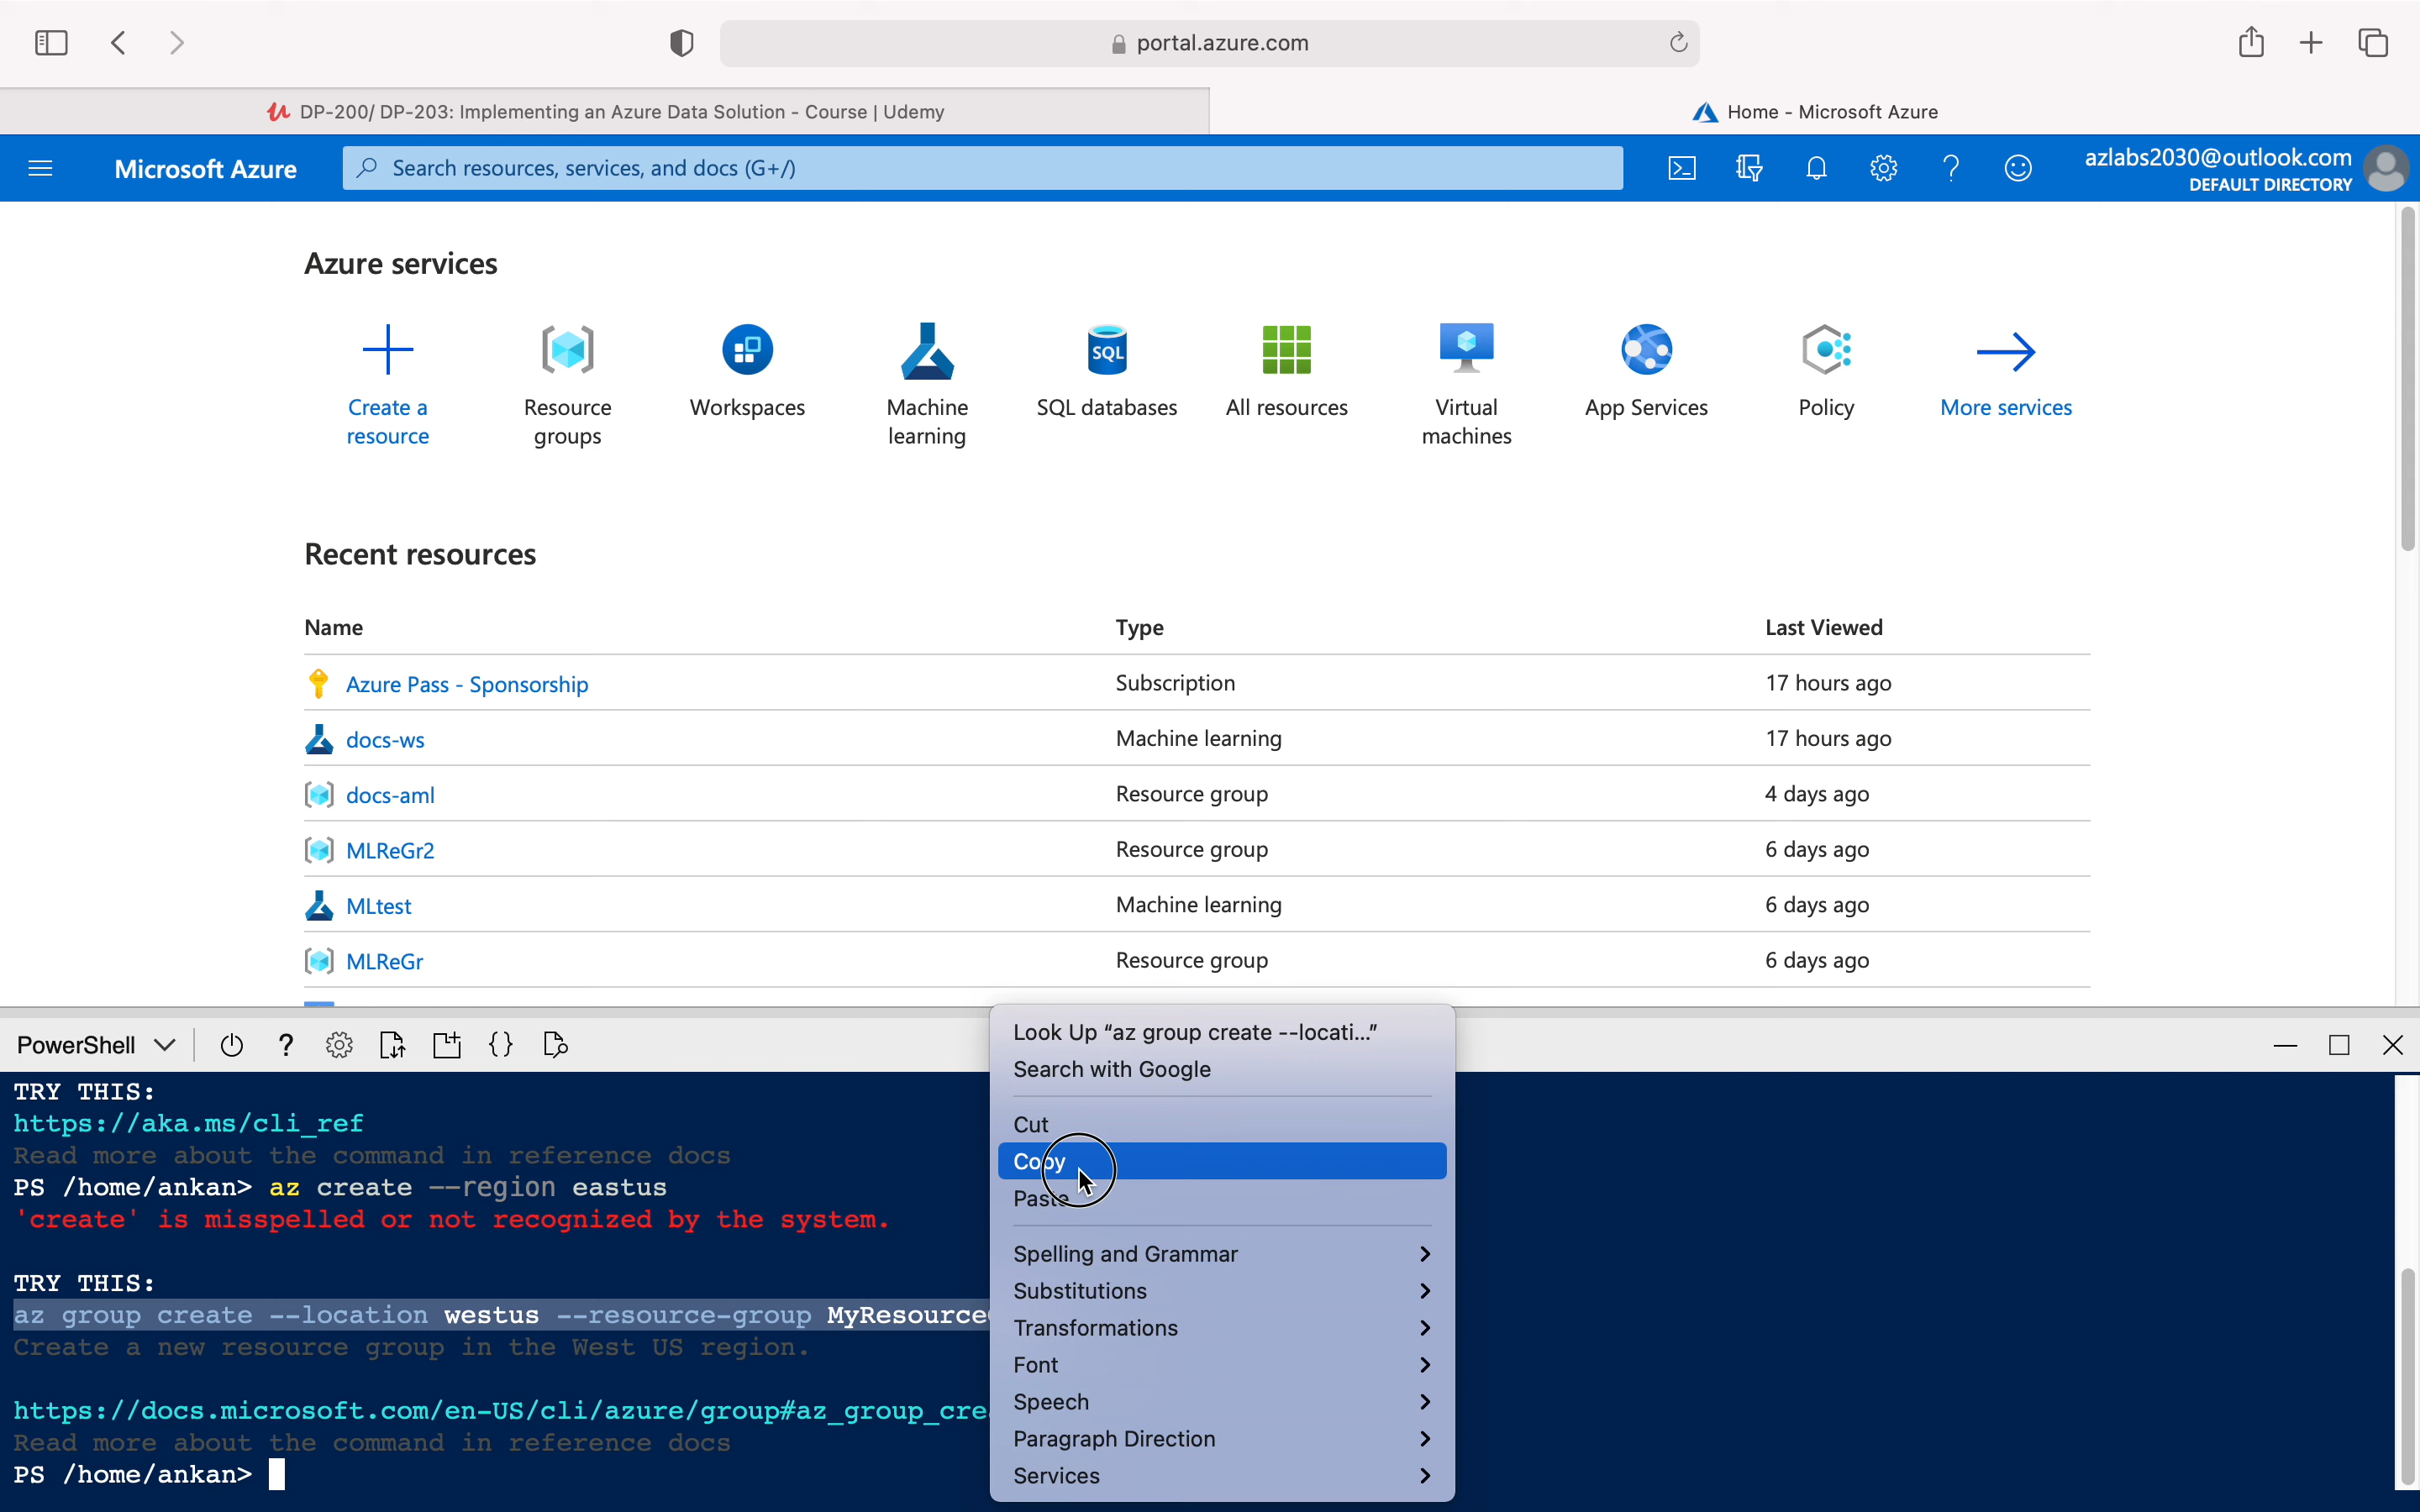 portal.azure.com
DP-200/ DP-203: Implementing an Azure Data Solution - Course | Udemy
Home - Microsoft Azure
Microsoft Azure
Search resources, services, and docs (G+/)
azlabs2030@outlook.com
DEFAULT DIRECTORY
Azure services
Create a resource
Resource groups
Workspaces
Machine learning
SQL
SQL databases
All resources
Virtual machines
App Services
Policy
More services
Recent resources
Name Type Last Viewed
Azure Pass - Sponsorship Subscription 17 hours ago
docs-ws Machine learning 17 hours ago
docs-aml Resource group 4 days ago
MLReGr2 Resource group 6 days ago
MLtest Machine learning 6 days ago
MLReGr Resource group 6 days ago
PowerShell
TRY THIS:
https://aka.ms/cli_ref
Read more about the command in reference docs
PS /home/ankan> az create --region eastus
'create' is misspelled or not recognized by the system.
TRY THIS:
az group create --location westus --resource-group MyResource
Create a new resource group in the West US region.
https://docs.microsoft.com/en-US/cli/azure/group#az_group_cre
Read more about the command in reference docs
PS /home/ankan>
Look Up “az group create --locati...”
Search with Google
Cut
Copy
Paste
Spelling and Grammar
Substitutions
Transformations
Font
Speech
Paragraph Direction
Services